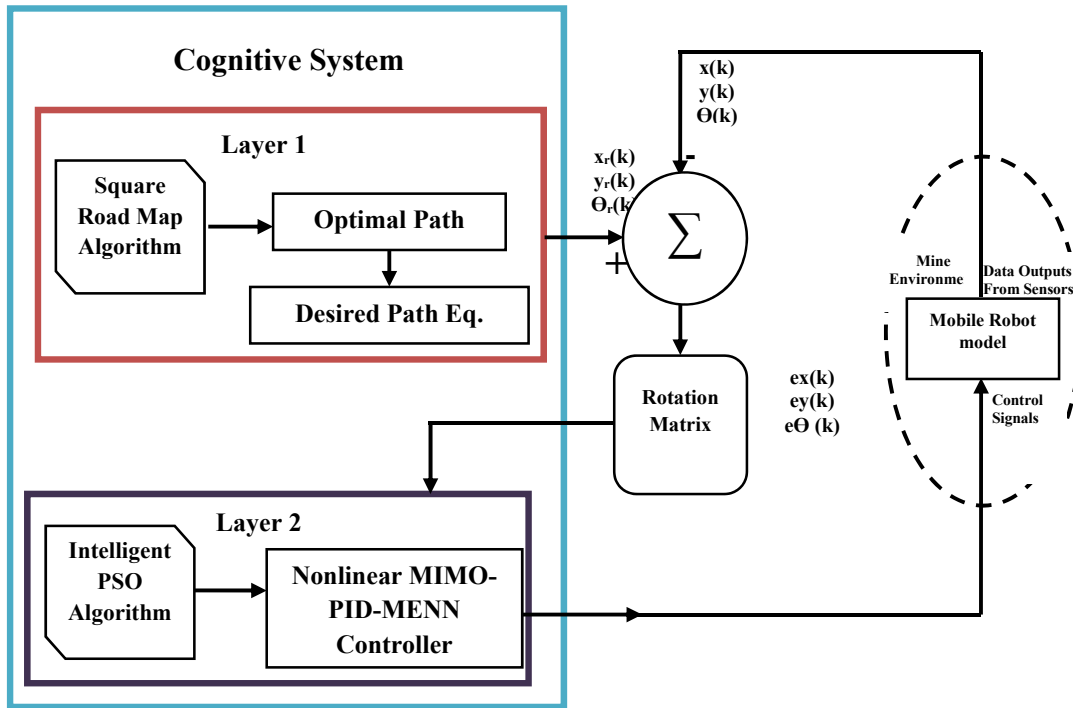 Cognitive System
Layer 1
Square
Road Map
Algorithm
Optimal Path
Desired Path Eq.
x(k)
y(k)
Ө(k)
-
xᵣ(k)
yᵣ(k)
Өᵣ(k)
+
∑
Rotation
Matrix
ex(k)
ey(k)
eӨ (k)
Mine
Environme
Data Outputs
From Sensors
Mobile Robot
model
Control
Signals
Layer 2
Intelligent
PSO
Algorithm
Nonlinear MIMO-
PID-MENN
Controller